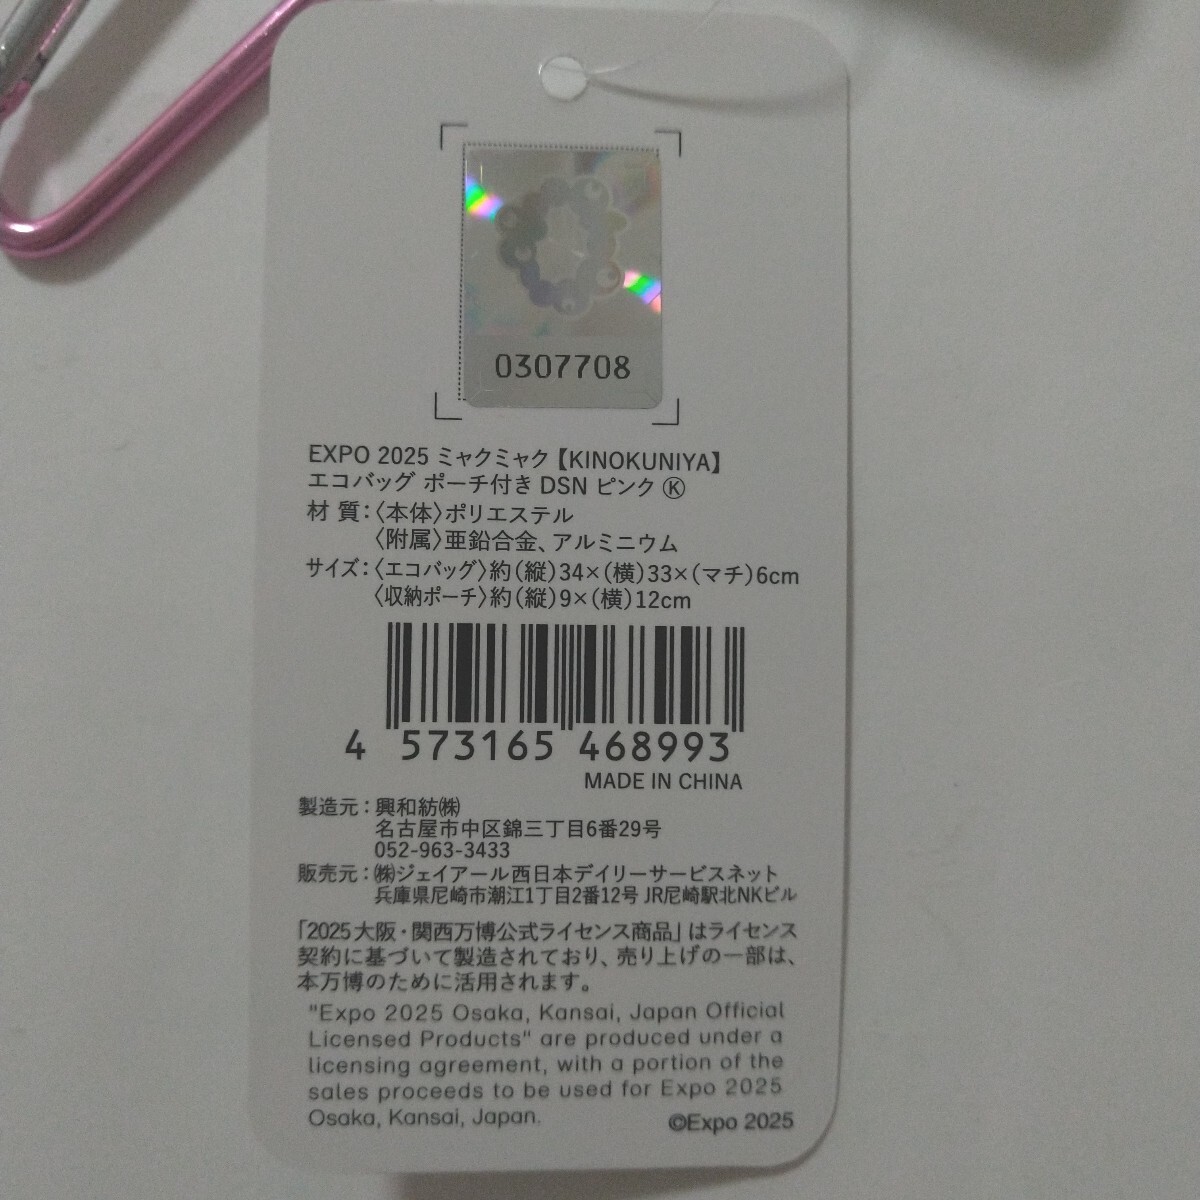 0307708
EXPO 2025 ミャクミャク【KINOKUNIYA】
エコバッグ ポーチ付き DSN ピンク Ⓚ
材 質：〈本体〉ポリエステル
〈附属〉亜鉛合金、アルミニウム
サイズ：〈エコバッグ〉約（縦）34×（横）33×（マチ）6cm
〈収納ポーチ〉約（縦）9×（横）12cm
4 573165 468993
MADE IN CHINA
製造元：興和紡㈱
名古屋市中区錦三丁目6番29号
052-963-3433
販売元：㈱ジェイアール西日本デイリーサービスネット
兵庫県尼崎市潮江1丁目2番12号 JR尼崎駅北NKビル
「2025大阪・関西万博公式ライセンス商品」はライセンス
契約に基づいて製造されており、売り上げの一部は、
本万博のために活用されます。
"Expo 2025 Osaka, Kansai, Japan Official
Licensed Products" are produced under a
licensing agreement, with a portion of the
sales proceeds to be used for Expo 2025
Osaka, Kansai, Japan.
©Expo 2025